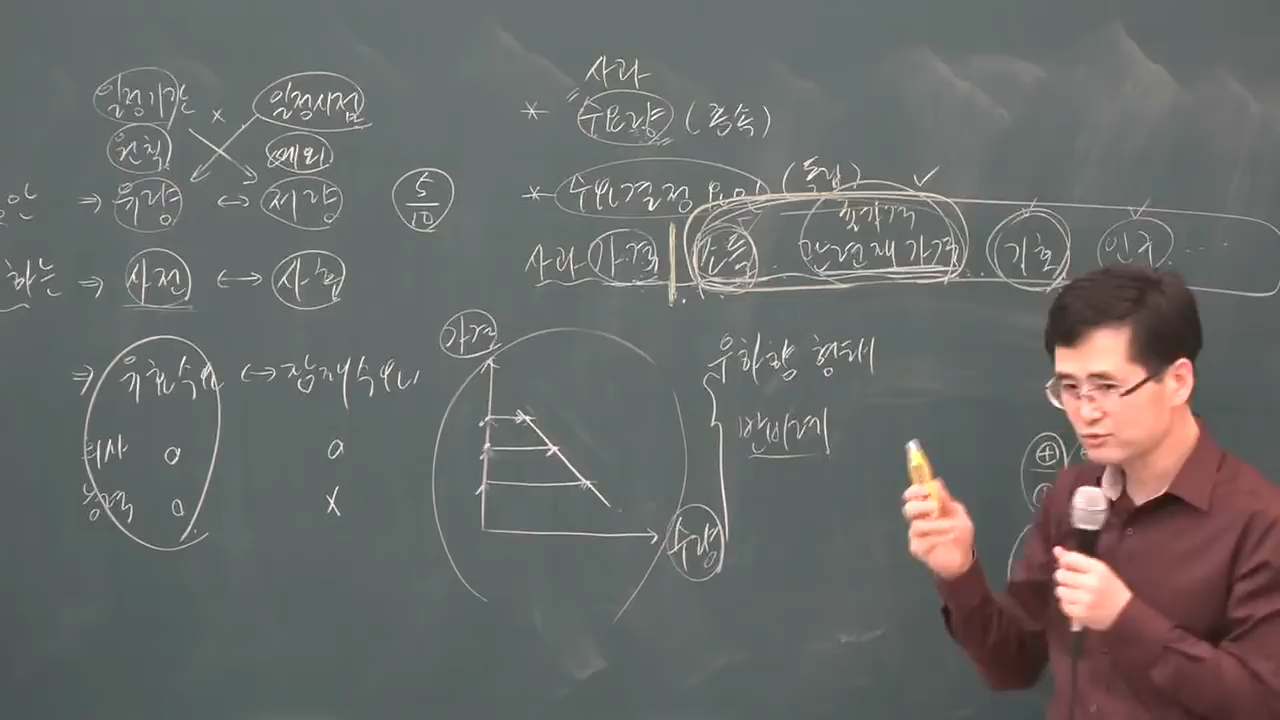 일정기간 × 일정시점
원칙 예외
⇒ 유량 ↔ 저량 5/10
하는 ⇒ 사전 ↔ 사후
⇒ 유효수요 ↔ 잠재수요
의사 o o
능력 o x
사과
* 수요량 (종속)
* 수요결정 요인 (독립)
사과 가격 소득 관련재 가격 기호 인구 ...
가격
수량
우하향 형태
반비례
+